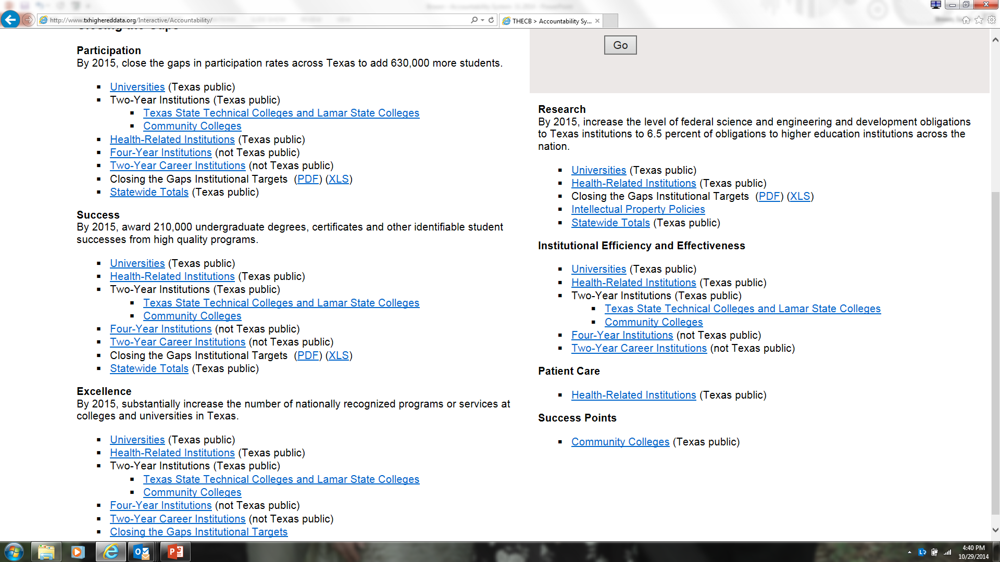 http://www.txhighereddata.org/Interactive/Accountability/
THECB > Accountability Sy...
Closing the Gaps
Participation
By 2015, close the gaps in participation rates across Texas to add 630,000 more students.
Universities (Texas public)
Two-Year Institutions (Texas public)
Texas State Technical Colleges and Lamar State Colleges
Community Colleges
Health-Related Institutions (Texas public)
Four-Year Institutions (not Texas public)
Two-Year Career Institutions (not Texas public)
Closing the Gaps Institutional Targets (PDF) (XLS)
Statewide Totals (Texas public)
Success
By 2015, award 210,000 undergraduate degrees, certificates and other identifiable student
successes from high quality programs.
Universities (Texas public)
Health-Related Institutions (Texas public)
Two-Year Institutions (Texas public)
Texas State Technical Colleges and Lamar State Colleges
Community Colleges
Four-Year Institutions (not Texas public)
Two-Year Career Institutions (not Texas public)
Closing the Gaps Institutional Targets (PDF) (XLS)
Statewide Totals (Texas public)
Excellence
By 2015, substantially increase the number of nationally recognized programs or services at
colleges and universities in Texas.
Universities (Texas public)
Health-Related Institutions (Texas public)
Two-Year Institutions (Texas public)
Texas State Technical Colleges and Lamar State Colleges
Community Colleges
Four-Year Institutions (not Texas public)
Two-Year Career Institutions (not Texas public)
Closing the Gaps Institutional Targets
Go
Research
By 2015, increase the level of federal science and engineering and development obligations
to Texas institutions to 6.5 percent of obligations to higher education institutions across the
nation.
Universities (Texas public)
Health-Related Institutions (Texas public)
Closing the Gaps Institutional Targets (PDF) (XLS)
Intellectual Property Policies
Statewide Totals (Texas public)
Institutional Efficiency and Effectiveness
Universities (Texas public)
Health-Related Institutions (Texas public)
Two-Year Institutions (Texas public)
Texas State Technical Colleges and Lamar State Colleges
Community Colleges
Four-Year Institutions (not Texas public)
Two-Year Career Institutions (not Texas public)
Patient Care
Health-Related Institutions (Texas public)
Success Points
Community Colleges (Texas public)
4:40 PM
10/29/2014